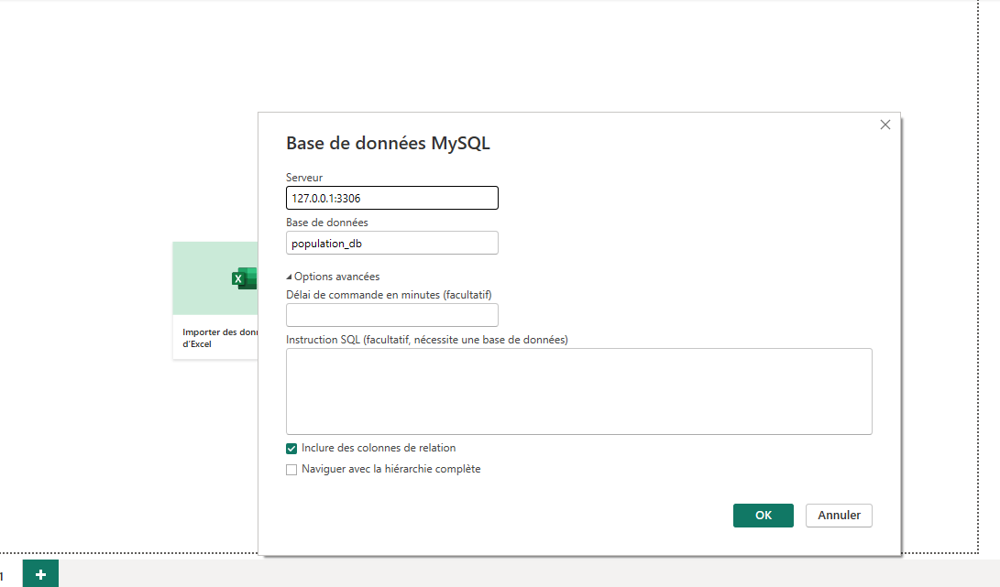 Base de données MySQL
Serveur
127.0.0.1:3306
Base de données
population_db
Options avancées
Délai de commande en minutes (facultatif)
Instruction SQL (facultatif, nécessite une base de données)
Inclure des colonnes de relation
Naviguer avec la hiérarchie complète
OK
Annuler
X
Importer des donn
d'Excel
1